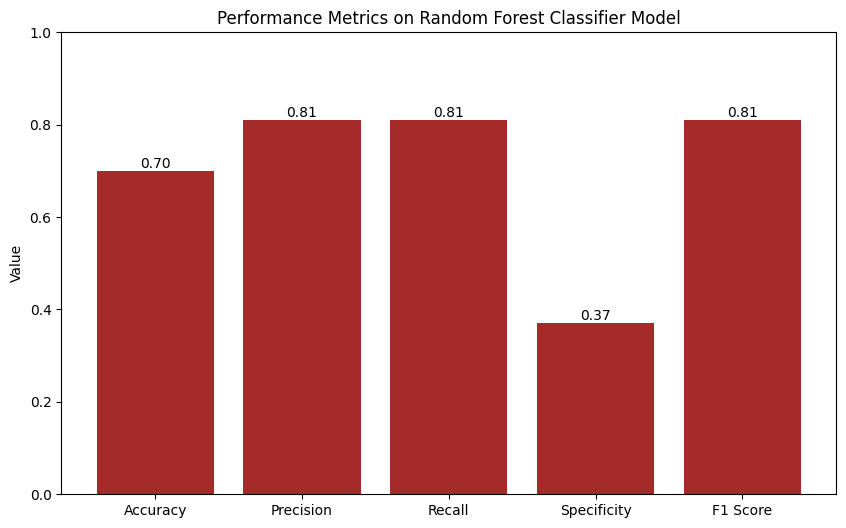 Performance Metrics on Random Forest Classifier Model
Value
1.0
0.8
0.6
0.4
0.2
0.0
0.70
0.81
0.81
0.37
0.81
Accuracy
Precision
Recall
Specificity
F1 Score